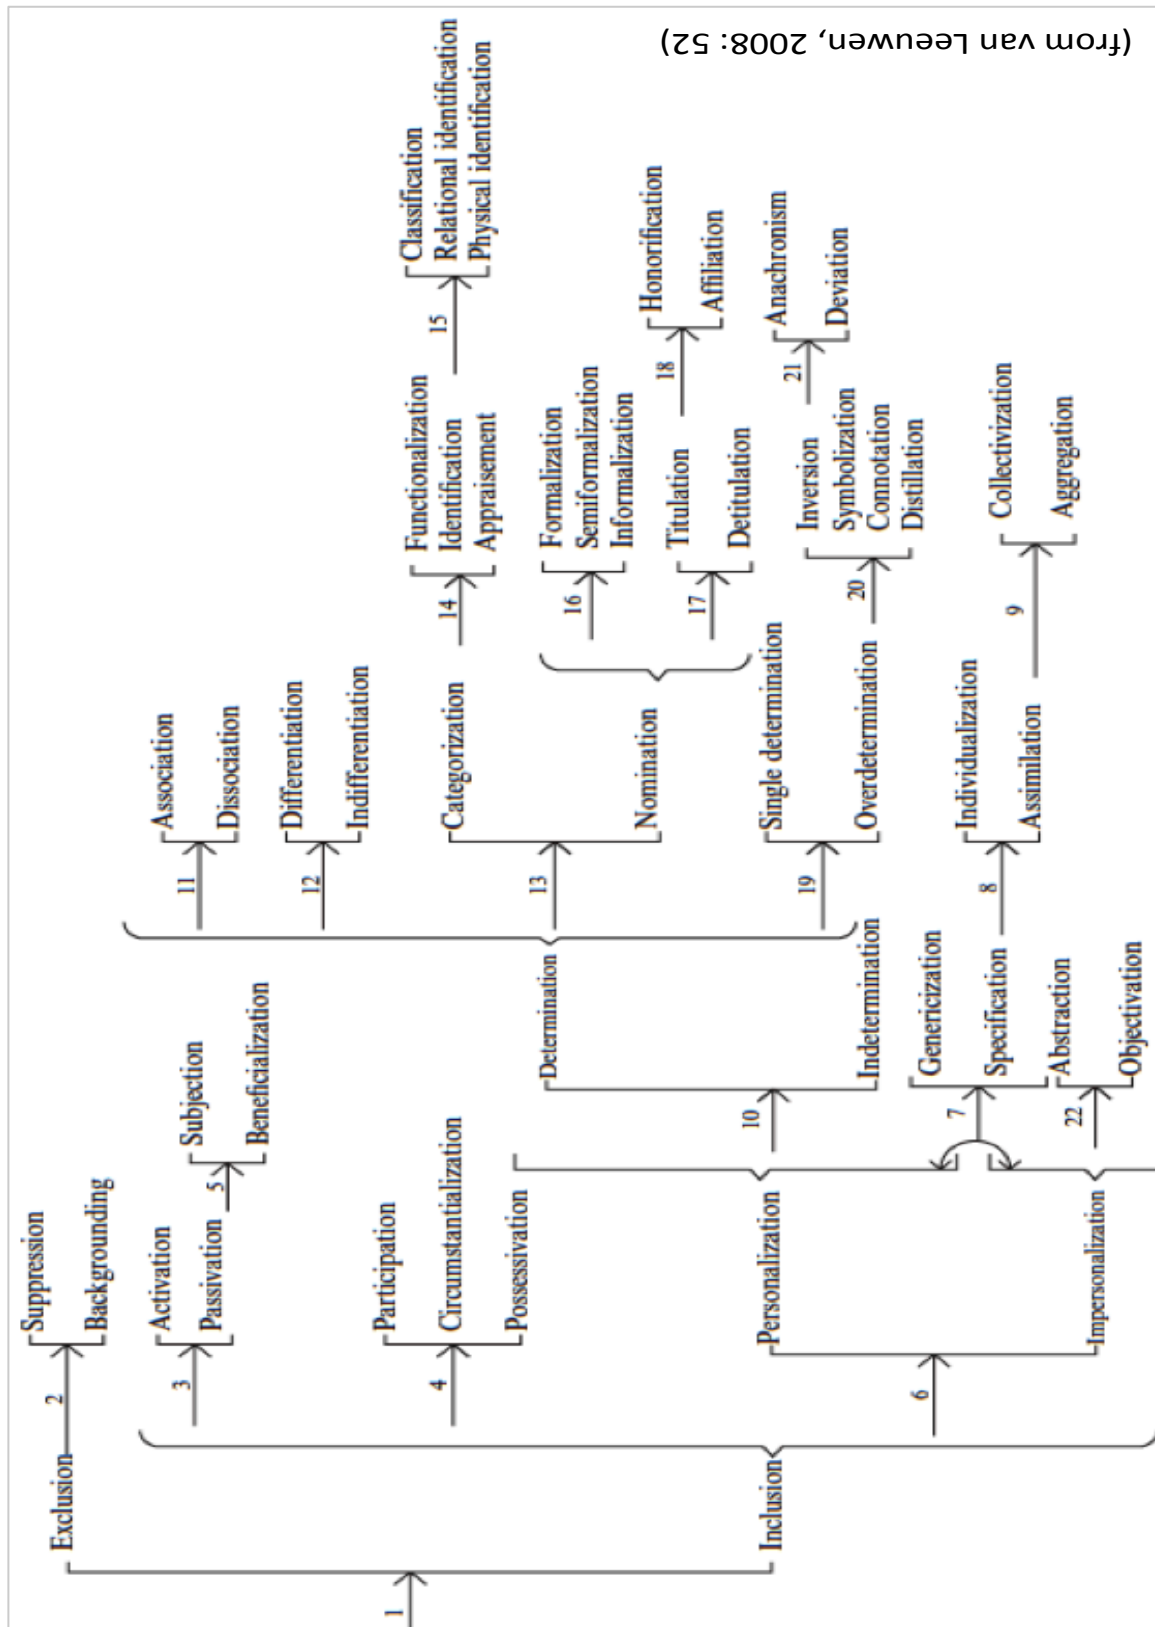 (from van Leeuwen, 2008: 52)
1
Exclusion
2
Suppression
Backgrounding
Inclusion
3
Activation
Passivation
5
Subjection
Beneficialization
4
Participation
Circumstantialization
Possessivation
6
Personalization
10
Determination
11
Association
Dissociation
12
Differentiation
Indifferentiation
13
Categorization
14
Functionalization
Identification
Appraisement
15
Classification
Relational identification
Physical identification
Nomination
16
Formalization
Semiformalization
Informalization
17
Titulation
Detitulation
18
Honorification
Affiliation
19
Single determination
Overdetermination
20
Inversion
Symbolization
Connotation
Distillation
21
Anachronism
Deviation
Indetermination
7
Genericization
Specification
8
Individualization
Assimilation
9
Collectivization
Aggregation
Impersonalization
22
Abstraction
Objectivation